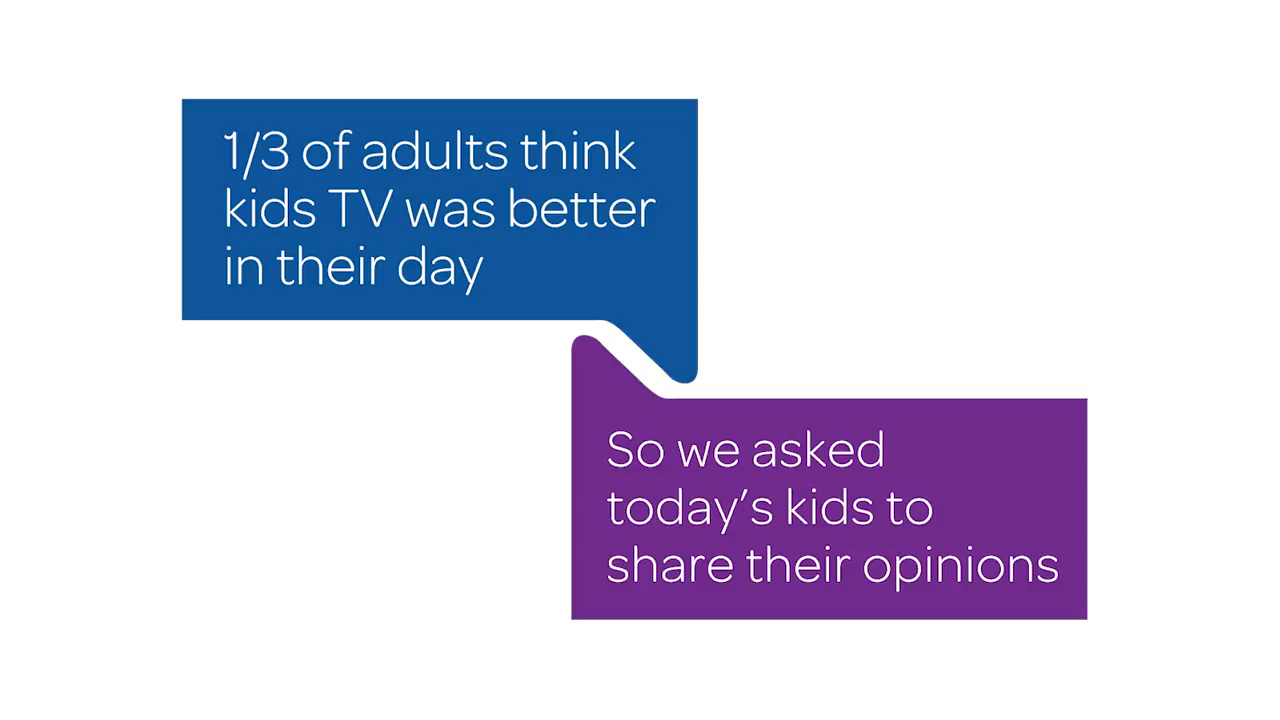 1/3 of adults think
kids TV was better
in their day
So we asked
today's kids to
share their opinions